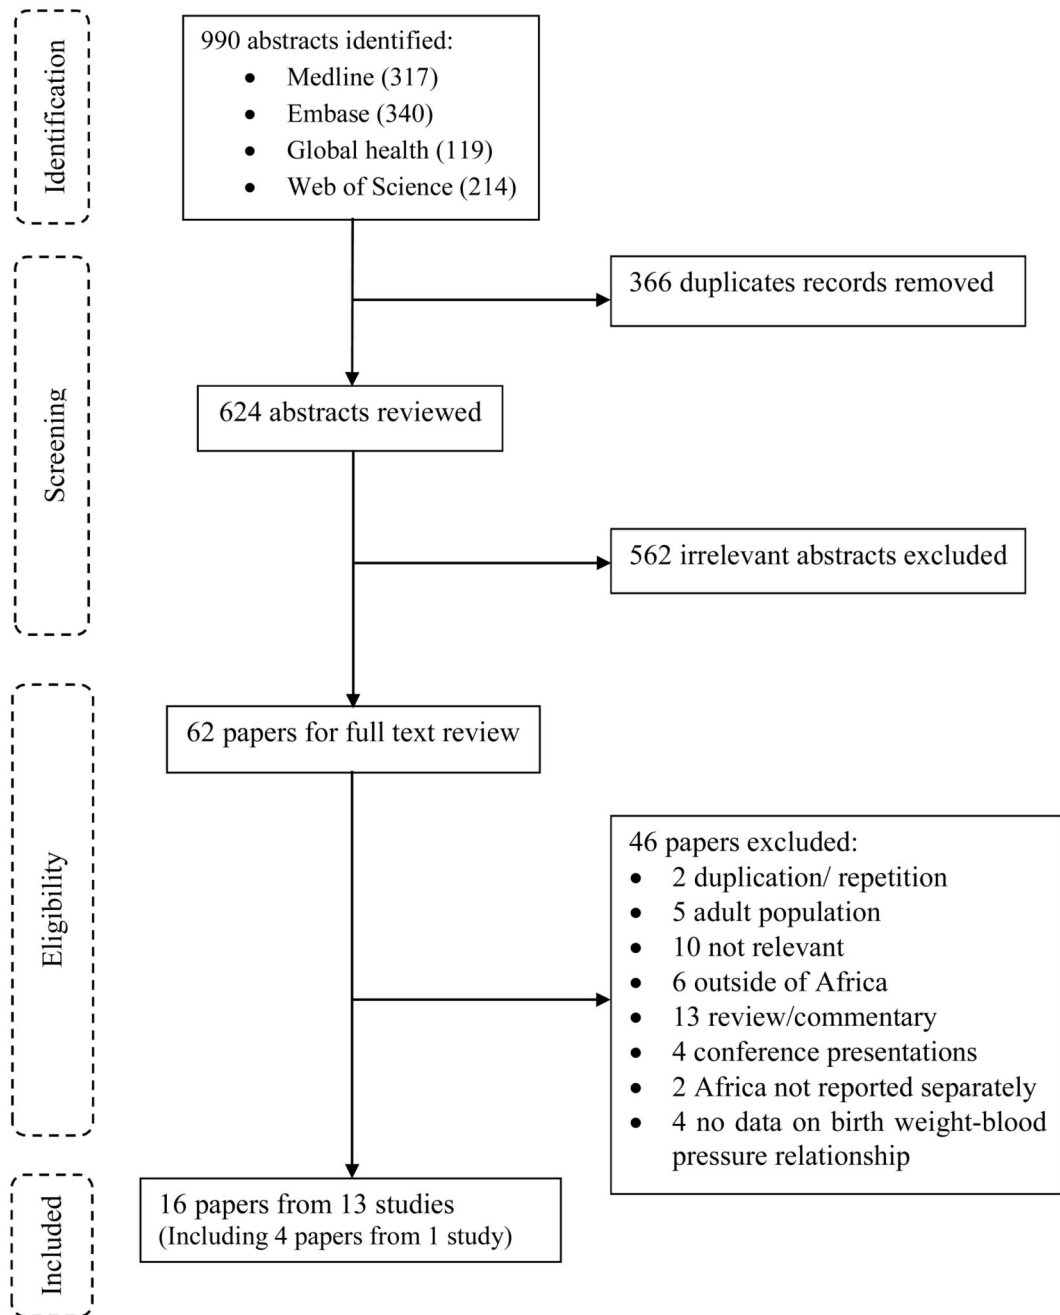 Identification
990 abstracts identified:
• Medline (317)
• Embase (340)
• Global health (119)
• Web of Science (214)
Screening
366 duplicates records removed
624 abstracts reviewed
562 irrelevant abstracts excluded
Eligibility
62 papers for full text review
46 papers excluded:
• 2 duplication/ repetition
• 5 adult population
• 10 not relevant
• 6 outside of Africa
• 13 review/commentary
• 4 conference presentations
• 2 Africa not reported separately
• 4 no data on birth weight-blood
pressure relationship
Included
16 papers from 13 studies
(Including 4 papers from 1 study)